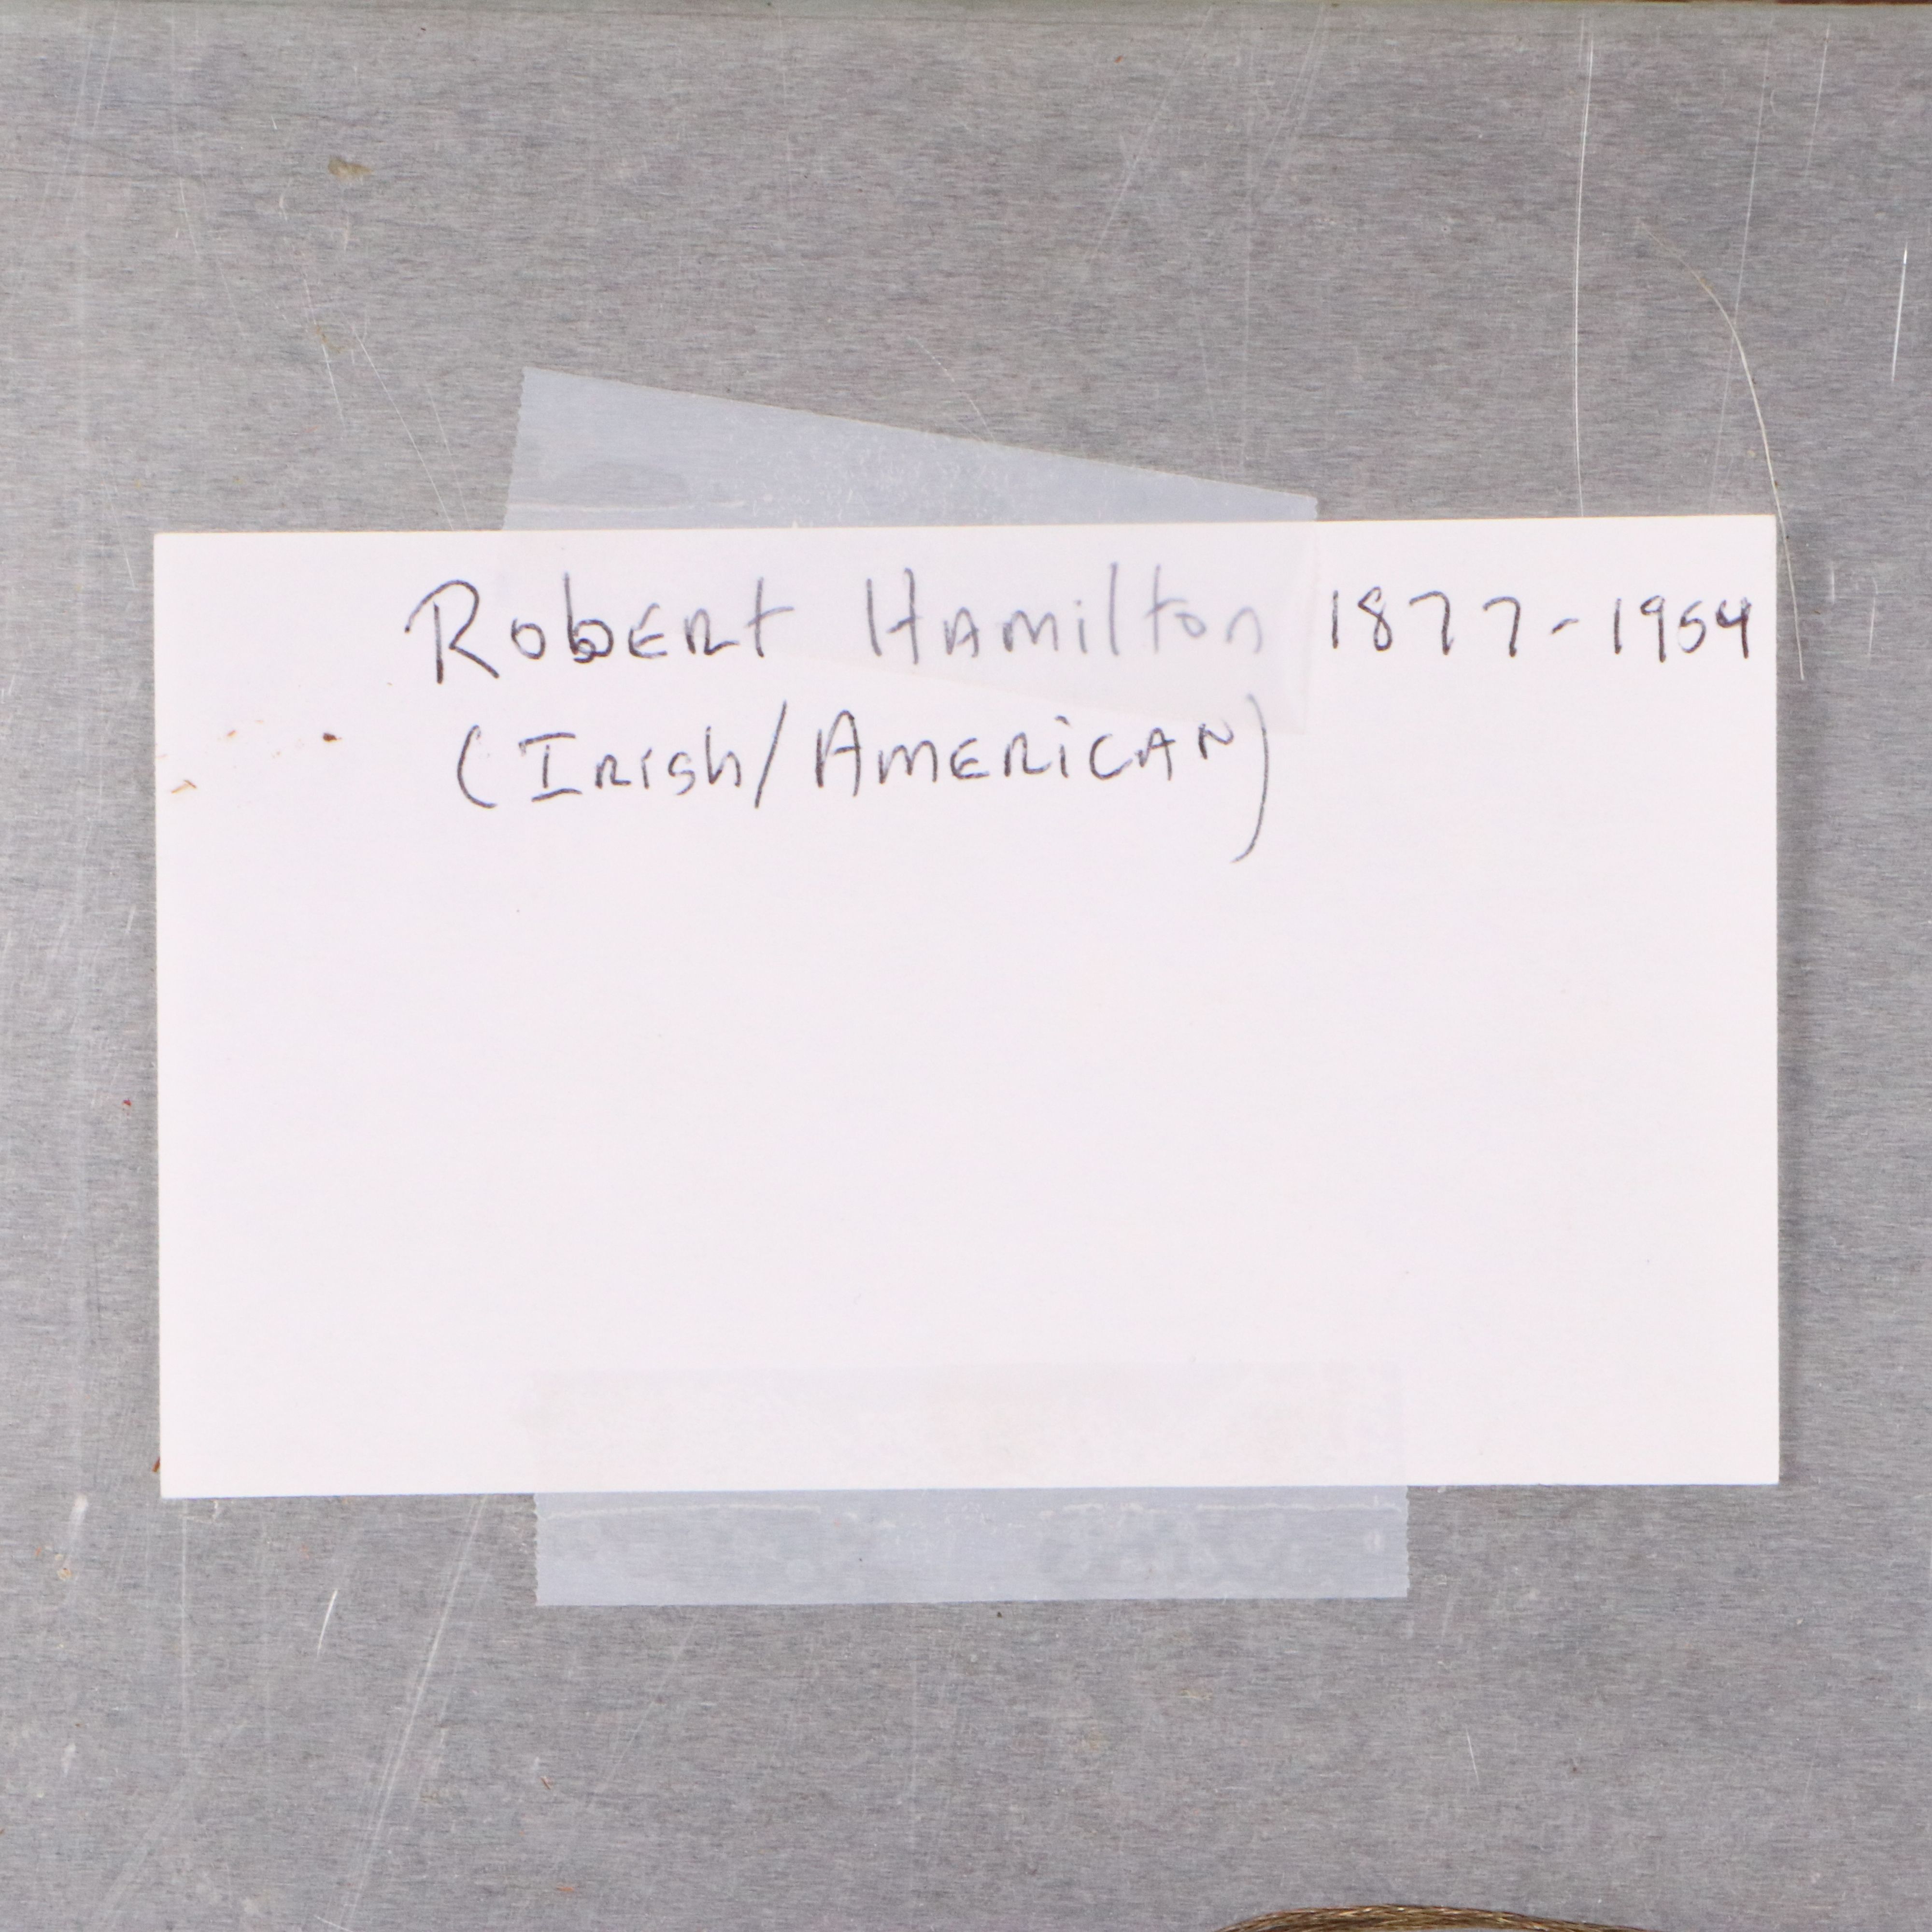 Robert Hamilton 1877-1954
(Irish/American)